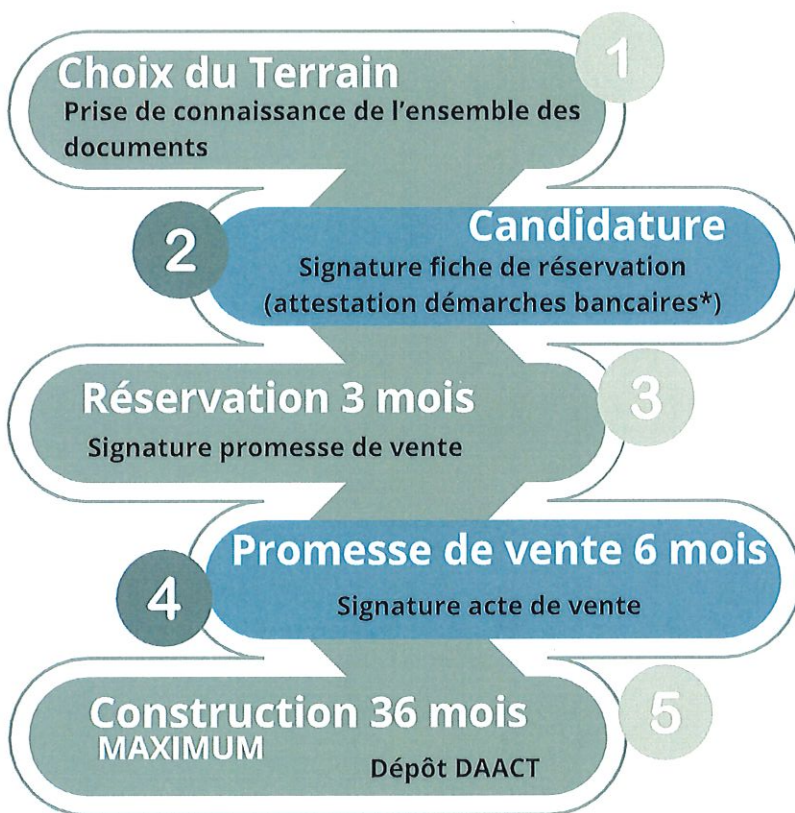 1
Choix du Terrain
Prise de connaissance de l'ensemble des
documents
2
Candidature
Signature fiche de réservation
(attestation démarches bancaires*)
3
Réservation 3 mois
Signature promesse de vente
4
Promesse de vente 6 mois
Signature acte de vente
5
Construction 36 mois
MAXIMUM
Dépôt DAACT